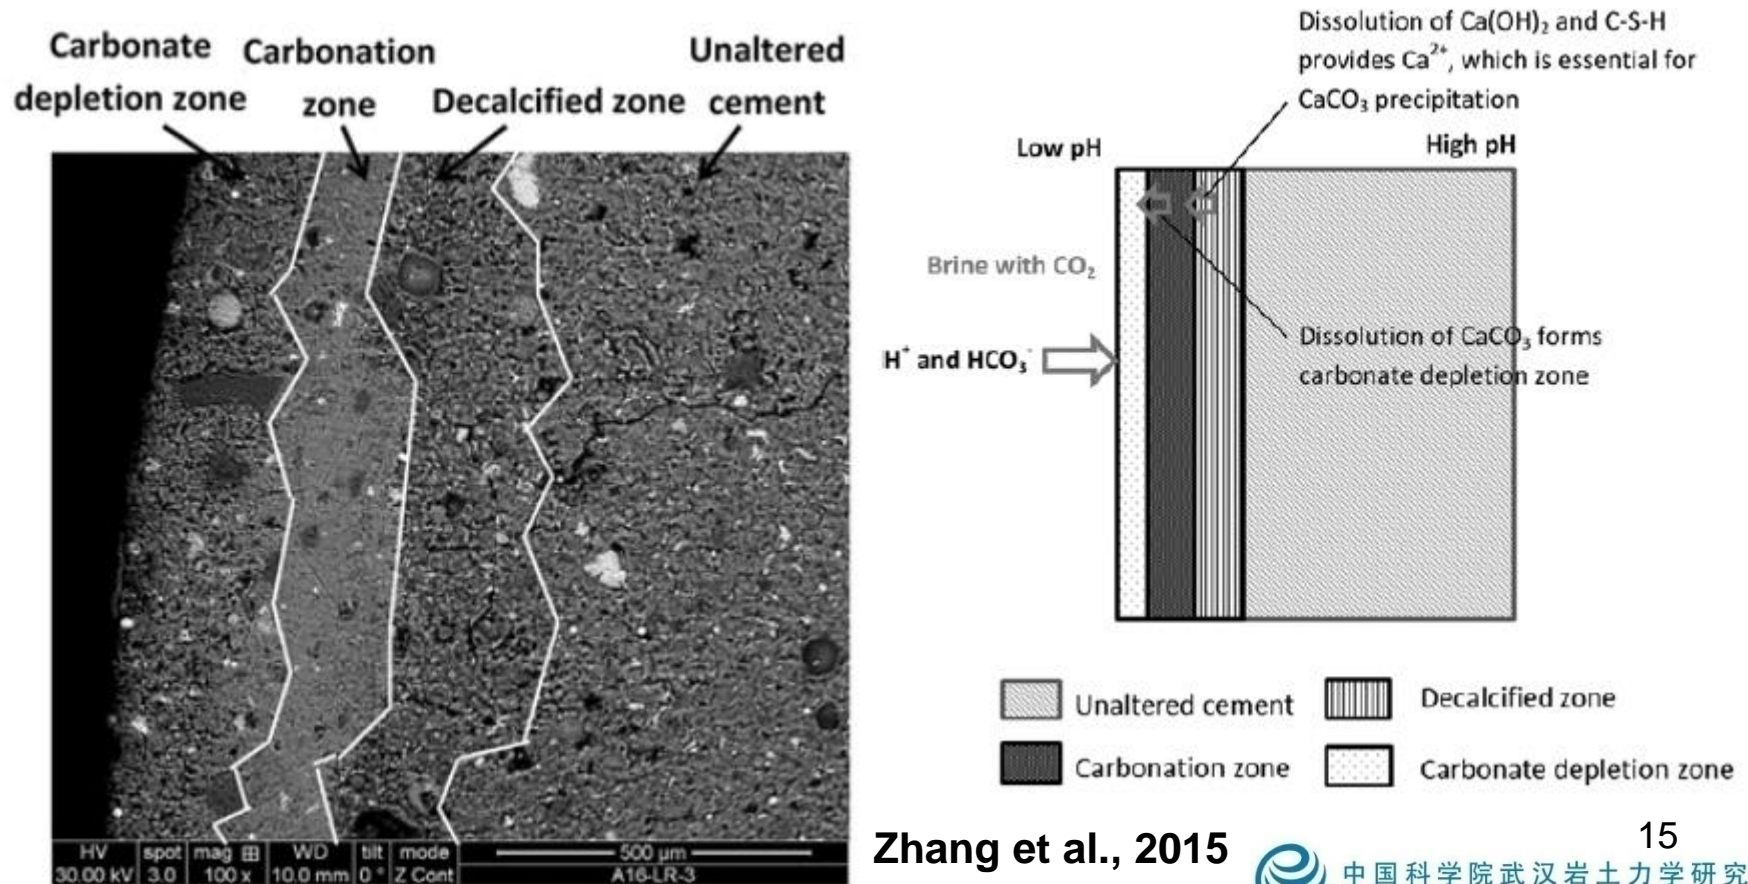 Carbonate
depletion zone
Carbonation
zone
Decalcified zone
Unaltered
cement
HV
30.00 kV
spot
3.0
mag ⊞
100 x
WD
10.0 mm
tilt
0 °
mode
Z Cont
500 µm
A16-LR-3
Dissolution of Ca(OH)₂ and C-S-H
provides Ca²⁺, which is essential for
CaCO₃ precipitation
Low pH
High pH
Brine with CO₂
H⁺ and HCO₃⁻
Dissolution of CaCO₃ forms
carbonate depletion zone
Unaltered cement
Decalcified zone
Carbonation zone
Carbonate depletion zone
Zhang et al., 2015
15
中国科学院武汉岩土力学研究